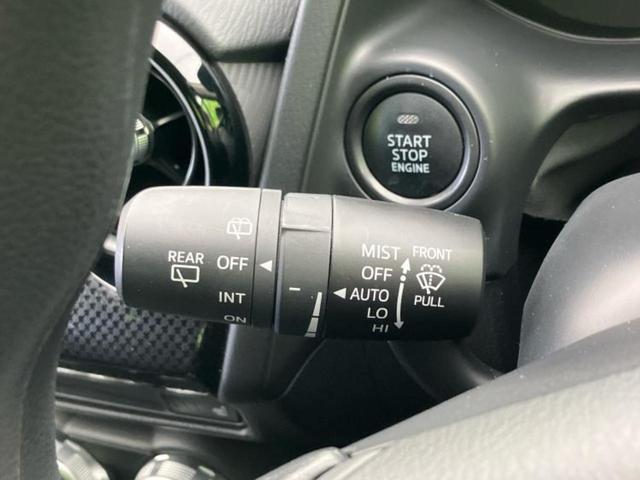 START
STOP
ENGINE
REAR
OFF
INT
ON
MIST
OFF
AUTO
LO
HI
FRONT
PULL